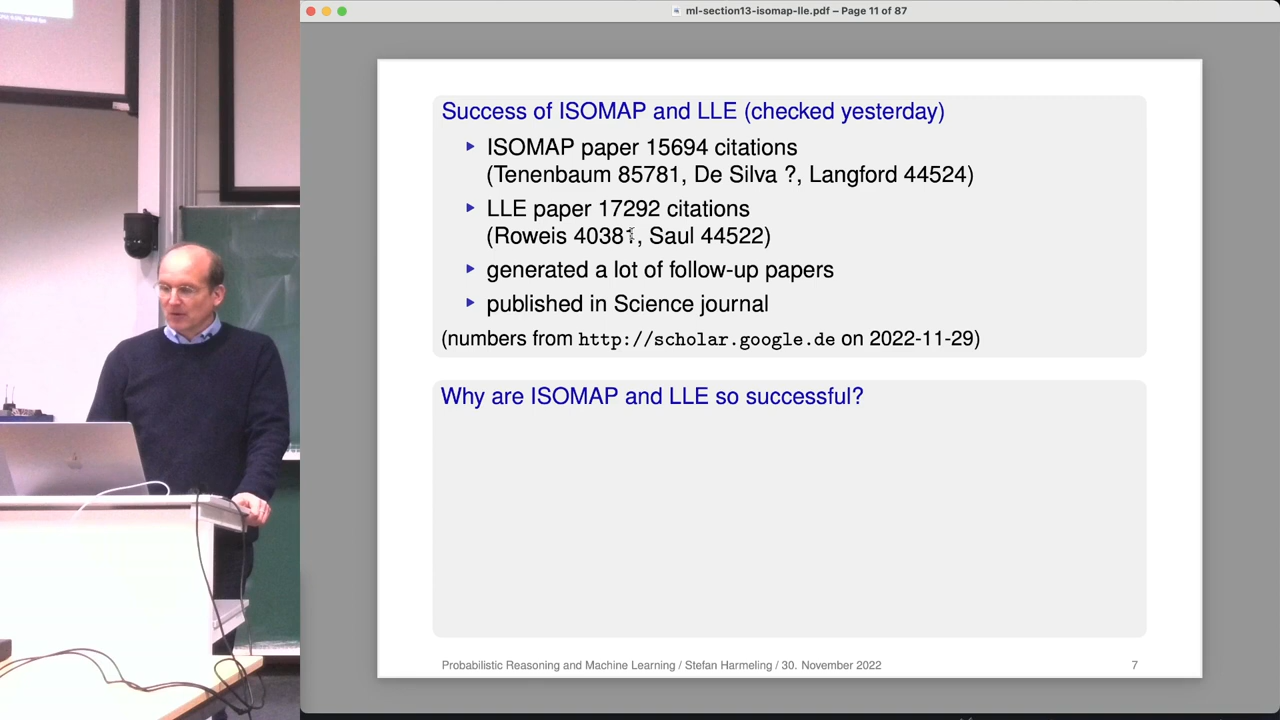 ml-section13-isomap-lle.pdf – Page 11 of 87
Success of ISOMAP and LLE (checked yesterday)
ISOMAP paper 15694 citations
(Tenenbaum 85781, De Silva ?, Langford 44524)
LLE paper 17292 citations
(Roweis 40381, Saul 44522)
generated a lot of follow-up papers
published in Science journal
(numbers from http://scholar.google.de on 2022-11-29)
Why are ISOMAP and LLE so successful?
Probabilistic Reasoning and Machine Learning / Stefan Harmeling / 30. November 2022
7